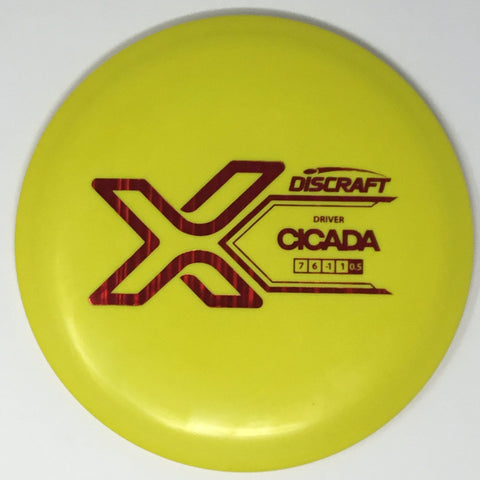 X
DISCRAFT
DRIVER
CICADA
7 6 -1 1 0.5